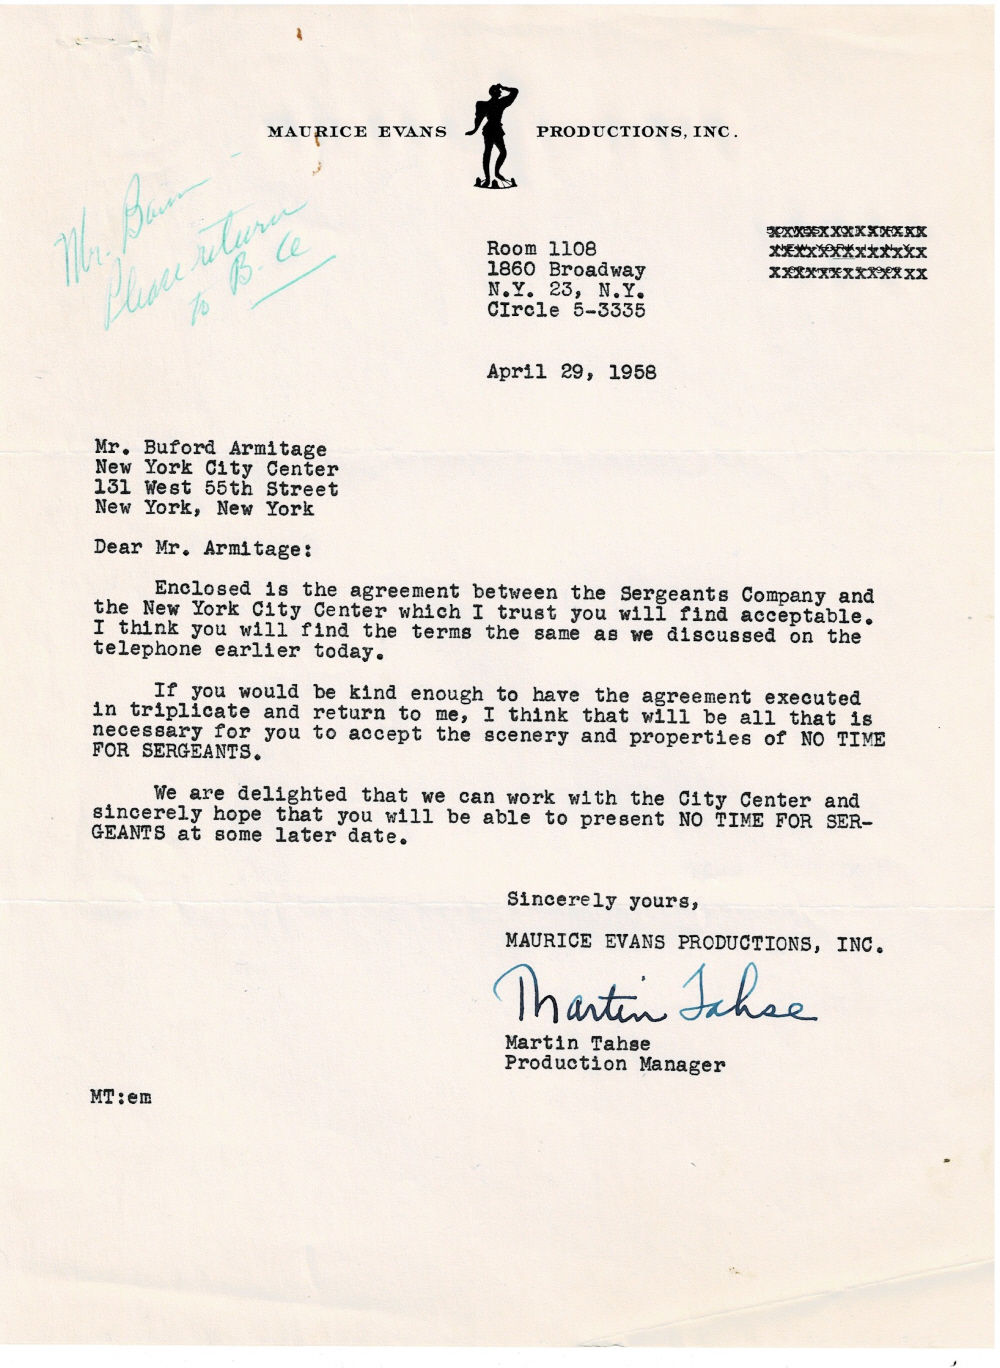 MAURICE EVANS PRODUCTIONS, INC.
Mr.
Please return
to B.
XXXXXXXXXXXXX
XXXXXXXXXXXXX
XXXXXXXXXXXXX
Room 1108
1860 Broadway
N.Y. 23, N.Y.
CIrcle 5-3335
April 29, 1958
Mr. Buford Armitage
New York City Center
131 West 55th Street
New York, New York
Dear Mr. Armitage:
Enclosed is the agreement between the Sergeants Company and
the New York City Center which I trust you will find acceptable.
I think you will find the terms the same as we discussed on the
telephone earlier today.
If you would be kind enough to have the agreement executed
in triplicate and return to me, I think that will be all that is
necessary for you to accept the scenery and properties of NO TIME
FOR SERGEANTS.
We are delighted that we can work with the City Center and
sincerely hope that you will be able to present NO TIME FOR SER-
GEANTS at some later date.
Sincerely yours,
MAURICE EVANS PRODUCTIONS, INC.
Martin Tahse
Martin Tahse
Production Manager
MT:em